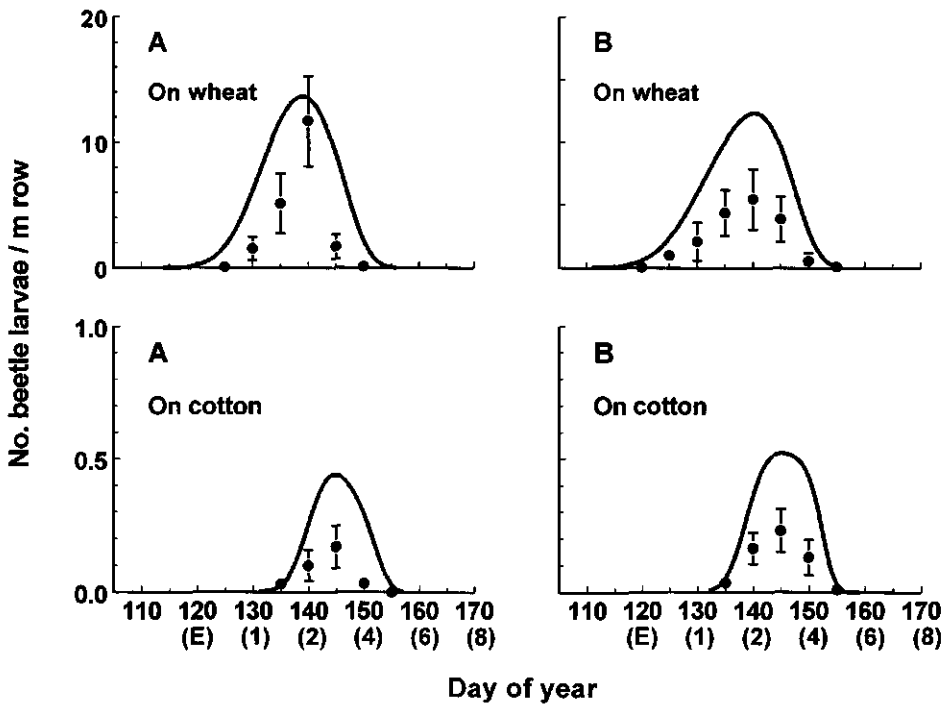 No. beetle larvae / m row
20
10
0
A
On wheat
B
On wheat
1.0
0.5
0.0
A
On cotton
B
On cotton
110 120 130 140 150 160 170
(E) (1) (2) (4) (6) (8)
110 120 130 140 150 160 170
(E) (1) (2) (4) (6) (8)
Day of year